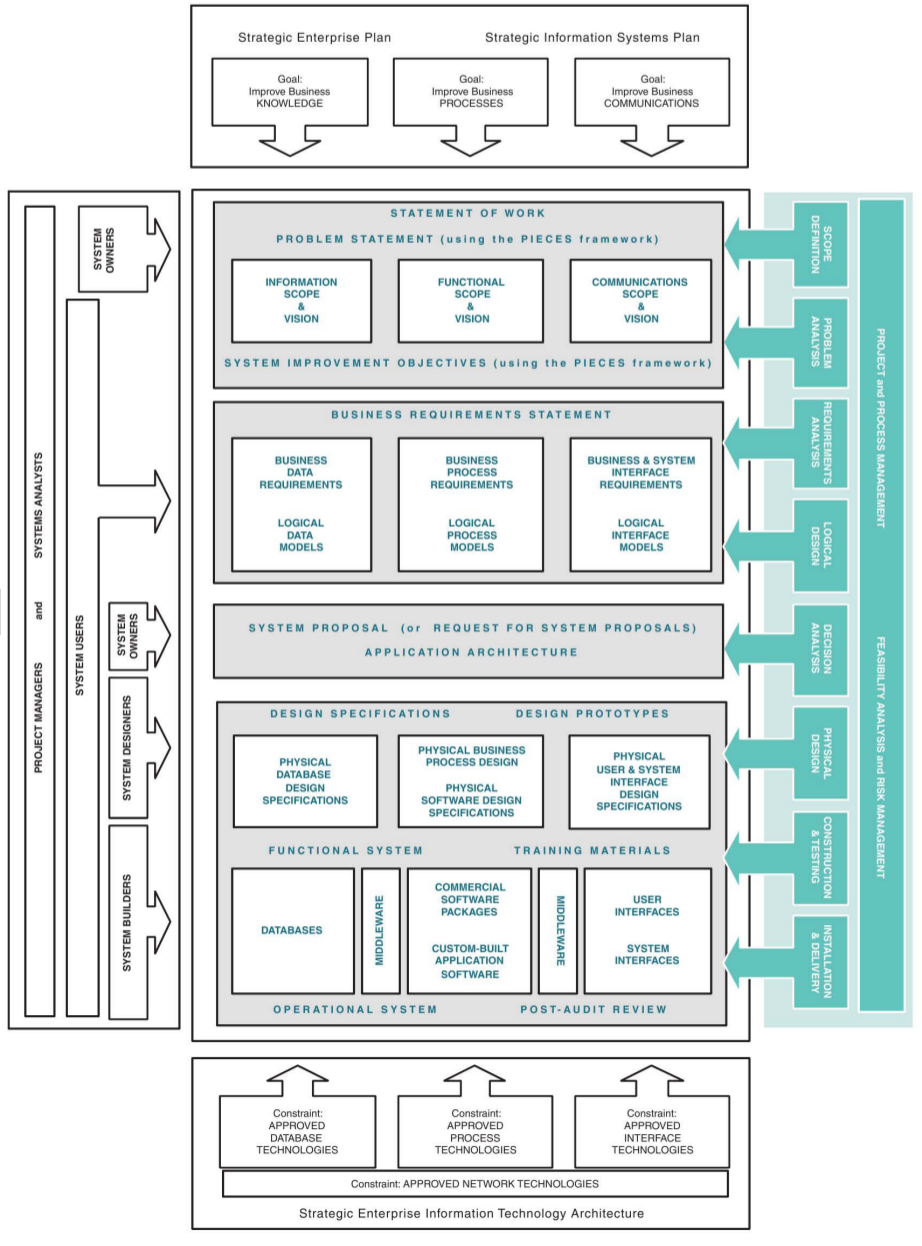 Strategic Enterprise Plan
Strategic Information Systems Plan
Goal:
Improve Business
KNOWLEDGE
Goal:
Improve Business
PROCESSES
Goal:
Improve Business
COMMUNICATIONS
PROJECT MANAGERS and SYSTEMS ANALYSTS
SYSTEM USERS
SYSTEM
OWNERS
SYSTEM
OWNERS
SYSTEM DESIGNERS
SYSTEM BUILDERS
STATEMENT OF WORK
PROBLEM STATEMENT (using the PIECES framework)
INFORMATION
SCOPE
&
VISION
FUNCTIONAL
SCOPE
&
VISION
COMMUNICATIONS
SCOPE
&
VISION
SYSTEM IMPROVEMENT OBJECTIVES (using the PIECES framework)
BUSINESS REQUIREMENTS STATEMENT
BUSINESS
DATA
REQUIREMENTS
LOGICAL
DATA
MODELS
BUSINESS
PROCESS
REQUIREMENTS
LOGICAL
PROCESS
MODELS
BUSINESS & SYSTEM
INTERFACE
REQUIREMENTS
LOGICAL
INTERFACE
MODELS
SYSTEM PROPOSAL (or REQUEST FOR SYSTEM PROPOSALS)
APPLICATION ARCHITECTURE
DESIGN SPECIFICATIONS
DESIGN PROTOTYPES
PHYSICAL
DATABASE
DESIGN
SPECIFICATIONS
PHYSICAL BUSINESS
PROCESS DESIGN
PHYSICAL
SOFTWARE DESIGN
SPECIFICATIONS
PHYSICAL
USER & SYSTEM
INTERFACE
DESIGN
SPECIFICATIONS
FUNCTIONAL SYSTEM
TRAINING MATERIALS
DATABASES
MIDDLEWARE
COMMERCIAL
SOFTWARE
PACKAGES
CUSTOM-BUILT
APPLICATION
SOFTWARE
MIDDLEWARE
USER
INTERFACES
SYSTEM
INTERFACES
OPERATIONAL SYSTEM
POST-AUDIT REVIEW
SCOPE
DEFINITION
PROBLEM
ANALYSIS
REQUIREMENTS
ANALYSIS
LOGICAL
DESIGN
DECISION
ANALYSIS
PHYSICAL
DESIGN
CONSTRUCTION
& TESTING
INSTALLATION
& DELIVERY
PROJECT and PROCESS MANAGEMENT
FEASIBILITY ANALYSIS and RISK MANAGEMENT
Constraint:
APPROVED
DATABASE
TECHNOLOGIES
Constraint:
APPROVED
PROCESS
TECHNOLOGIES
Constraint:
APPROVED
INTERFACE
TECHNOLOGIES
Constraint: APPROVED NETWORK TECHNOLOGIES
Strategic Enterprise Information Technology Architecture